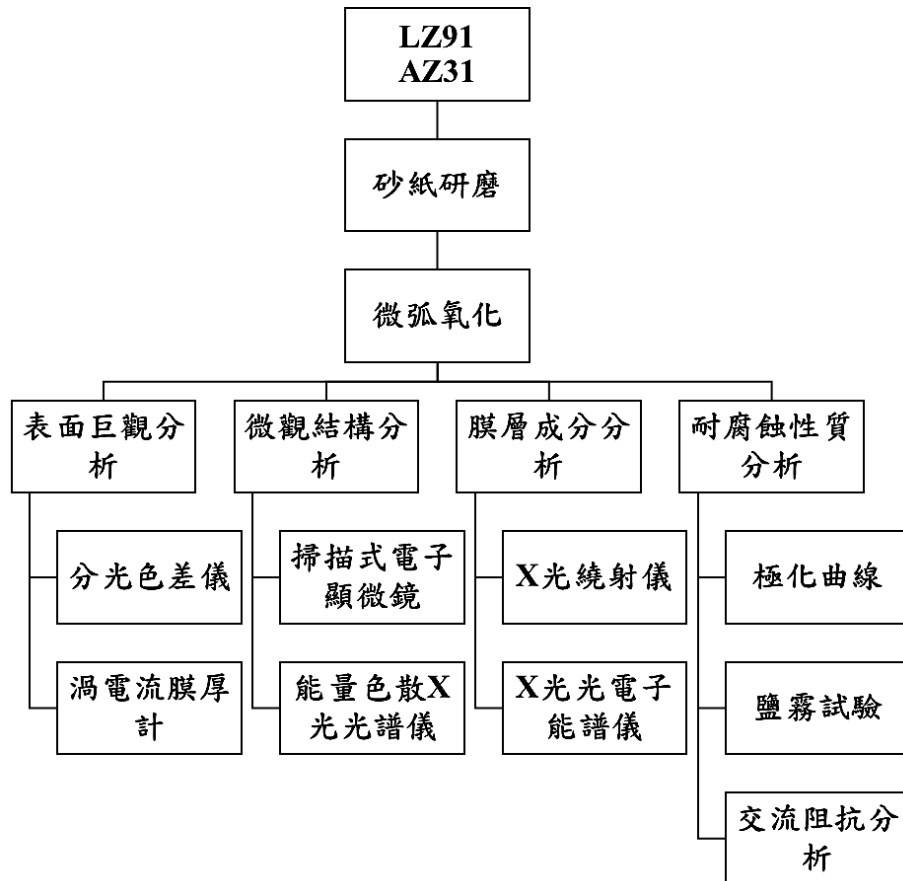 LZ91
AZ31
砂紙研磨
微弧氧化
表面巨觀分
析
微觀結構分
析
膜層成分分
析
耐腐蝕性質
分析
分光色差儀
渦電流膜厚
計
掃描式電子
顯微鏡
能量色散X
光光譜儀
X光繞射儀
X光光電子
能譜儀
極化曲線
鹽霧試驗
交流阻抗分
析